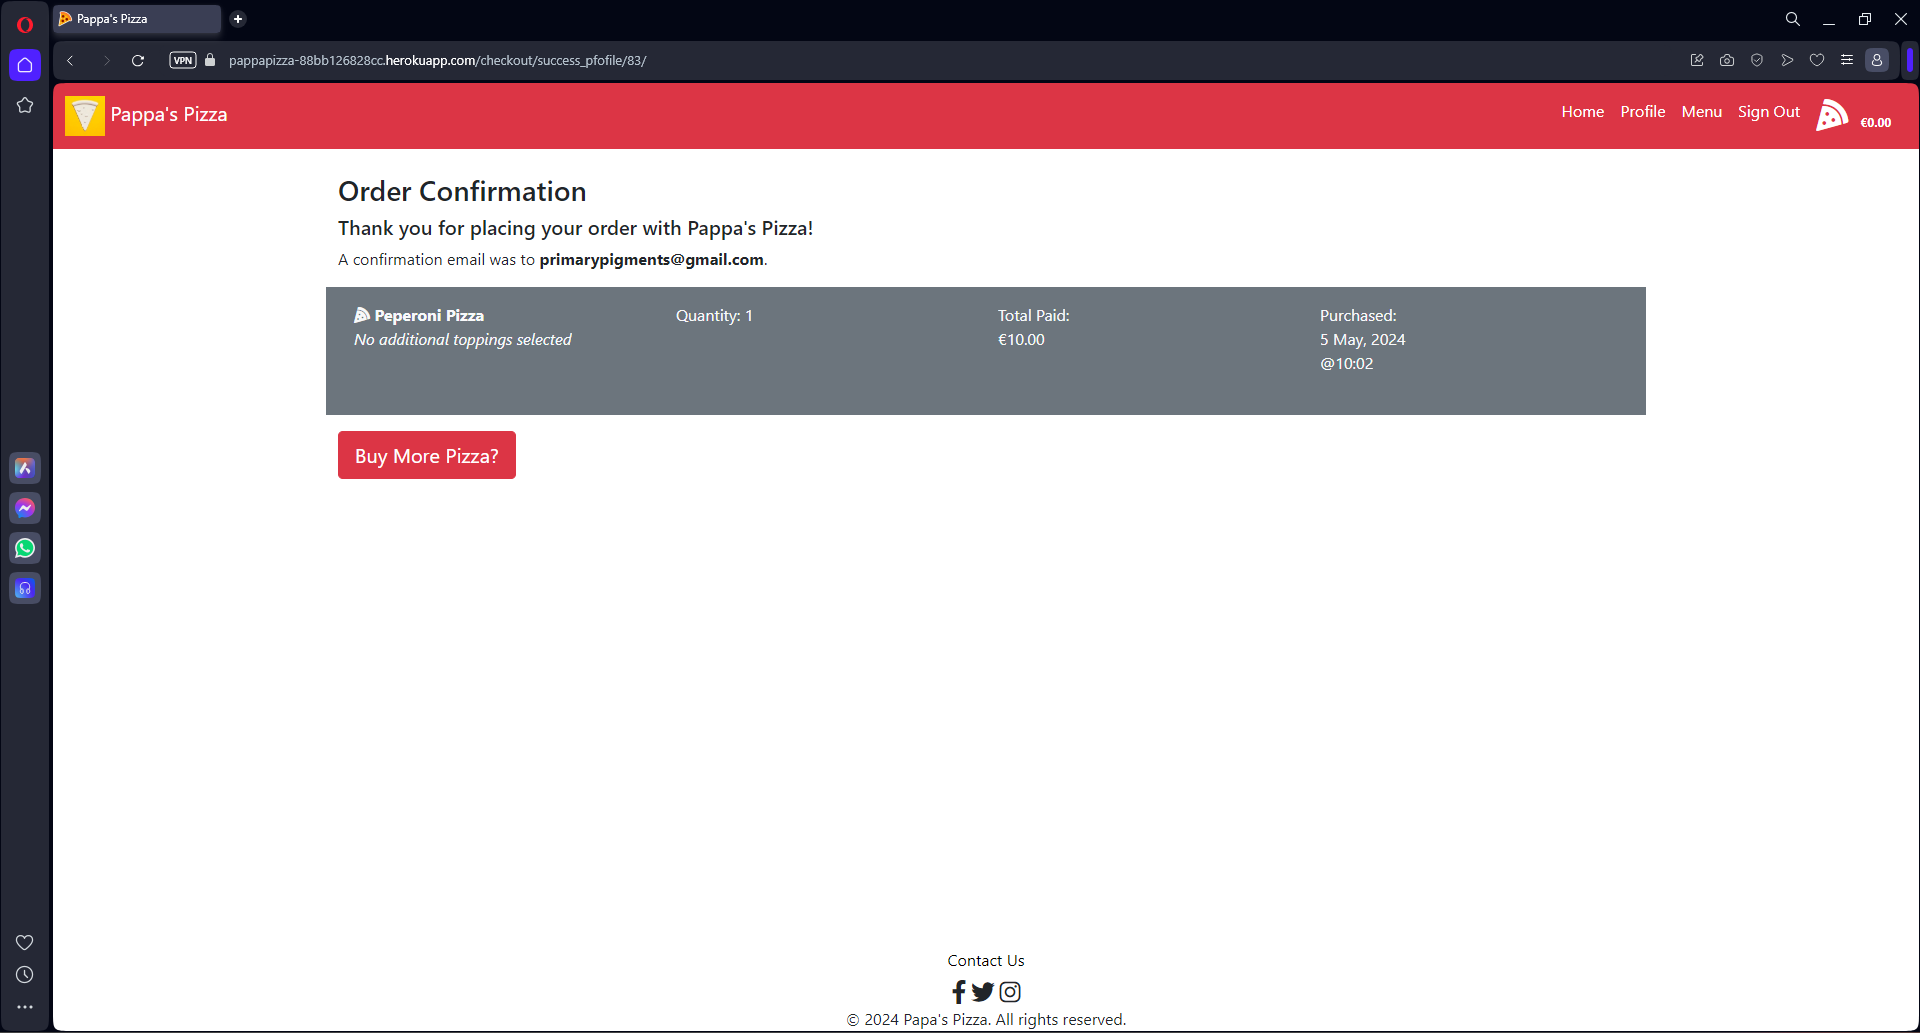 Pappa's Pizza
VPN pappapizza-88bb126828cc.herokuapp.com/checkout/success_pfofile/83/
Pappa's Pizza
Home Profile Menu Sign Out €0.00
Order Confirmation
Thank you for placing your order with Pappa's Pizza!
A confirmation email was to primarypigments@gmail.com.
Peperoni Pizza
No additional toppings selected
Quantity: 1
Total Paid:
€10.00
Purchased:
5 May, 2024
@10:02
Buy More Pizza?
Contact Us
© 2024 Papa's Pizza. All rights reserved.